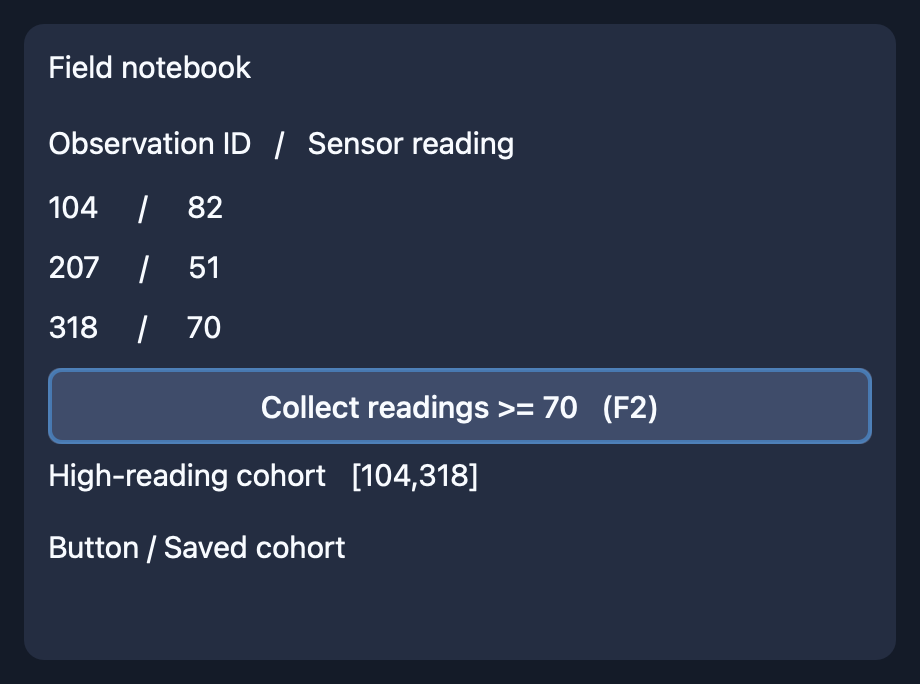 Field notebook
Observation ID / Sensor reading
104 / 82
207 / 51
318 / 70
Collect readings >= 70 (F2)
High-reading cohort [104,318]
Button / Saved cohort